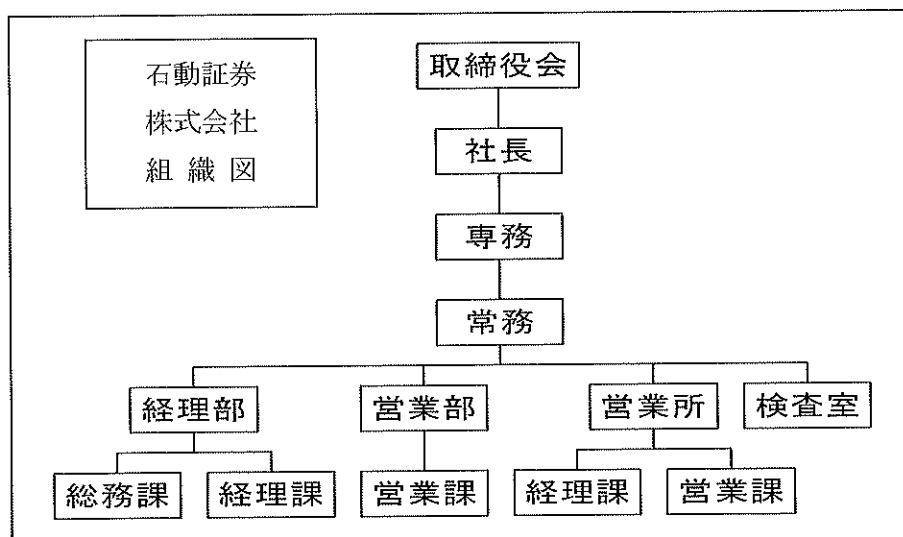 石動証券
株式会社
組織図
取締役会
社長
専務
常務
経理部
営業部
営業所
検査室
総務課
経理課
営業課
経理課
営業課